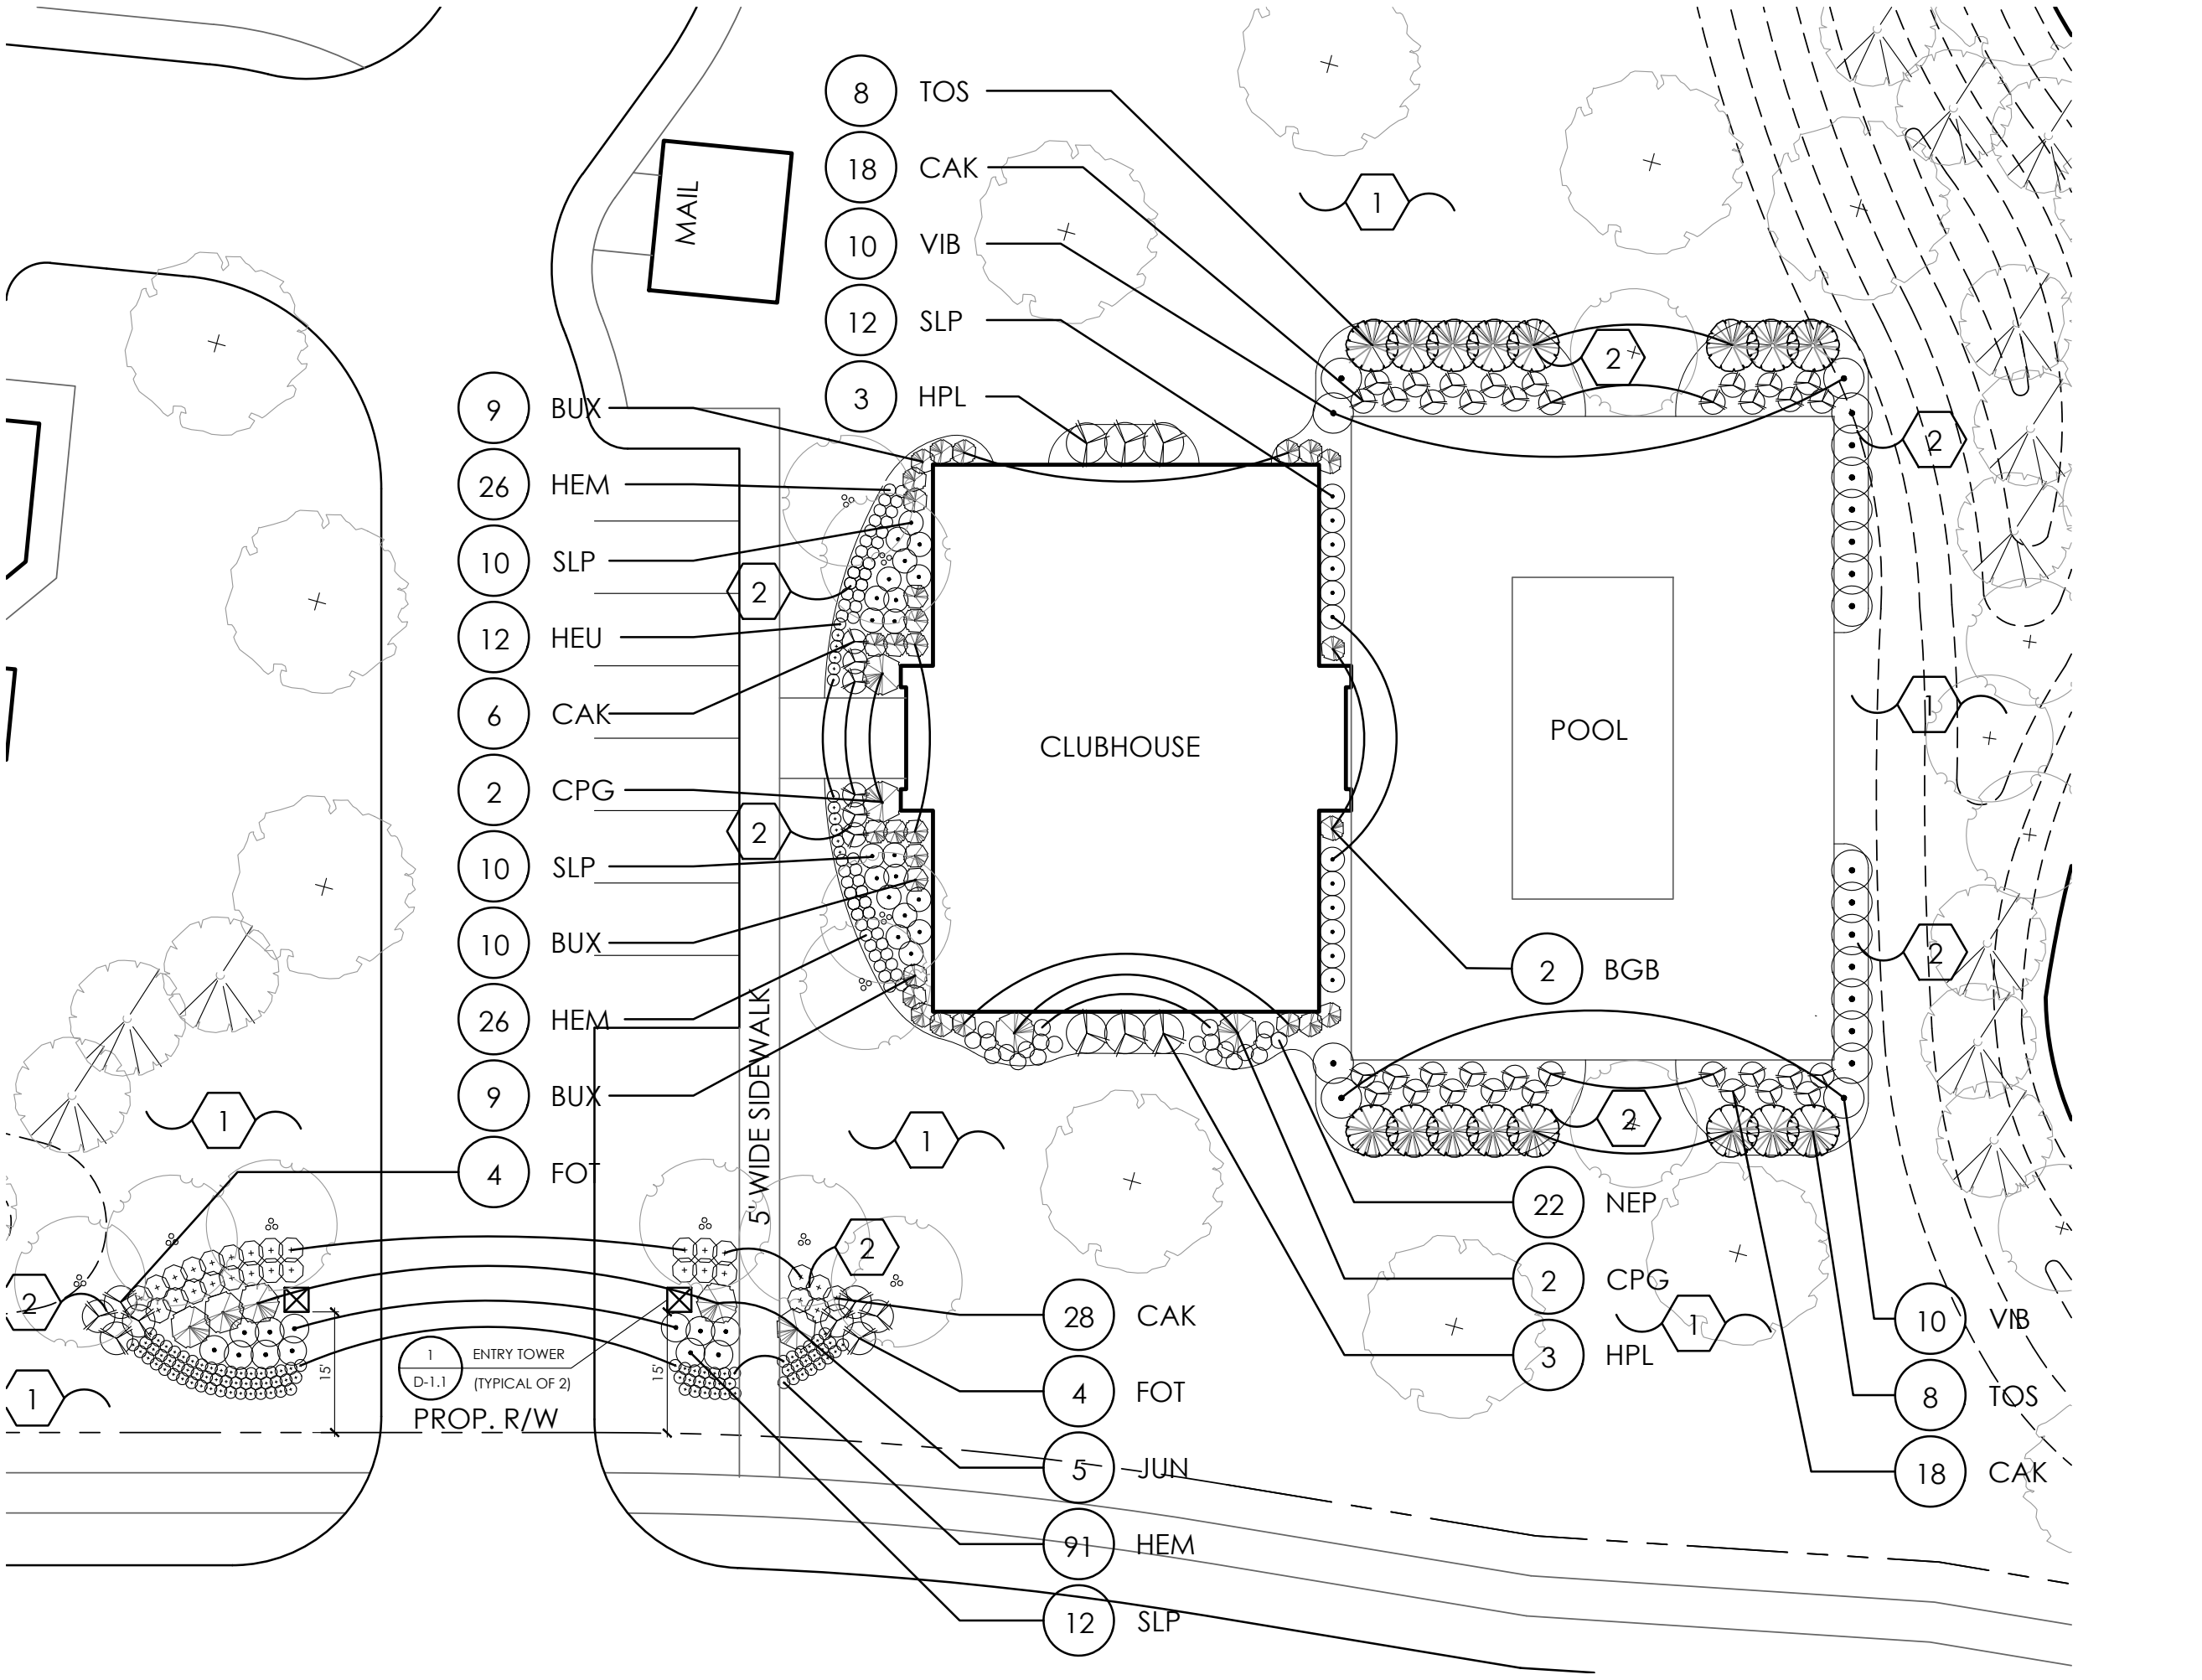 8 TOS
18 CAK
10 VIB
12 SLP
3 HPL
MAIL
1
2
2
9 BUX
26 HEM
10 SLP
12 HEU
6 CAK
2 CPG
10 SLP
10 BUX
26 HEM
9 BUX
4 FOT
2
2
CLUBHOUSE
POOL
1
2
2 BGB
5' WIDE SIDEWALK
1
1
2
2
2
22 NEP
2 CPG
3 HPL
1
10 VIB
8 TOS
18 CAK
28 CAK
4 FOT
5 JUN
91 HEM
12 SLP
1
15'
15'
1
D-1.1
ENTRY TOWER
(TYPICAL OF 2)
PROP. R/W